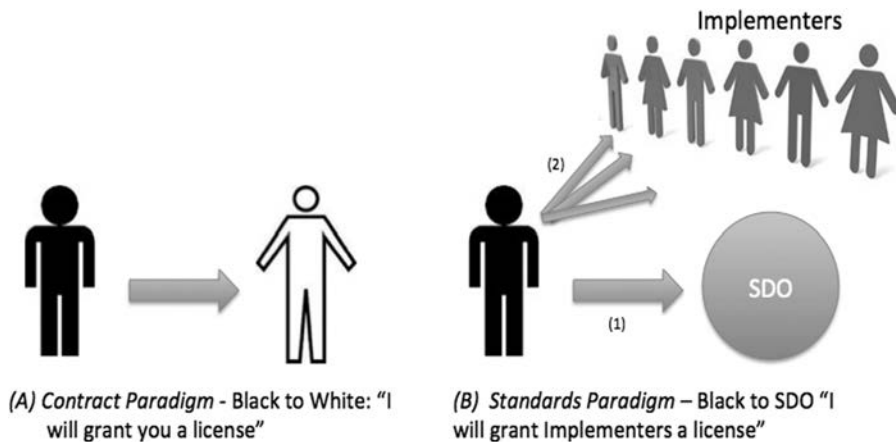 Implementers
(2)
SDO
(1)
(A) Contract Paradigm - Black to White: “I
will grant you a license”
(B) Standards Paradigm – Black to SDO “I
will grant Implementers a license”